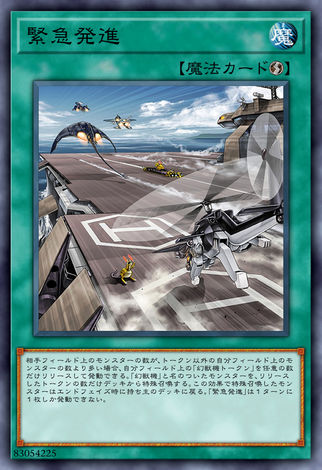 緊急発進
魔
【魔法カード】
相手フィールド上のモンスターの数が、トークン以外の自分フィールド上のモ
ンスターの数より多い場合、自分フィールド上の「幻獣機トークン」を任意の数
だけリリースして発動できる。「幻獣機」と名のついたモンスターを、リリー
スしたトークンの数だけデッキから特殊召喚する。この効果で特殊召喚したモン
スターはエンドフェイズ時に持ち主のデッキに戻る。「緊急発進」は1ターンに
1枚しか発動できない。
83054225